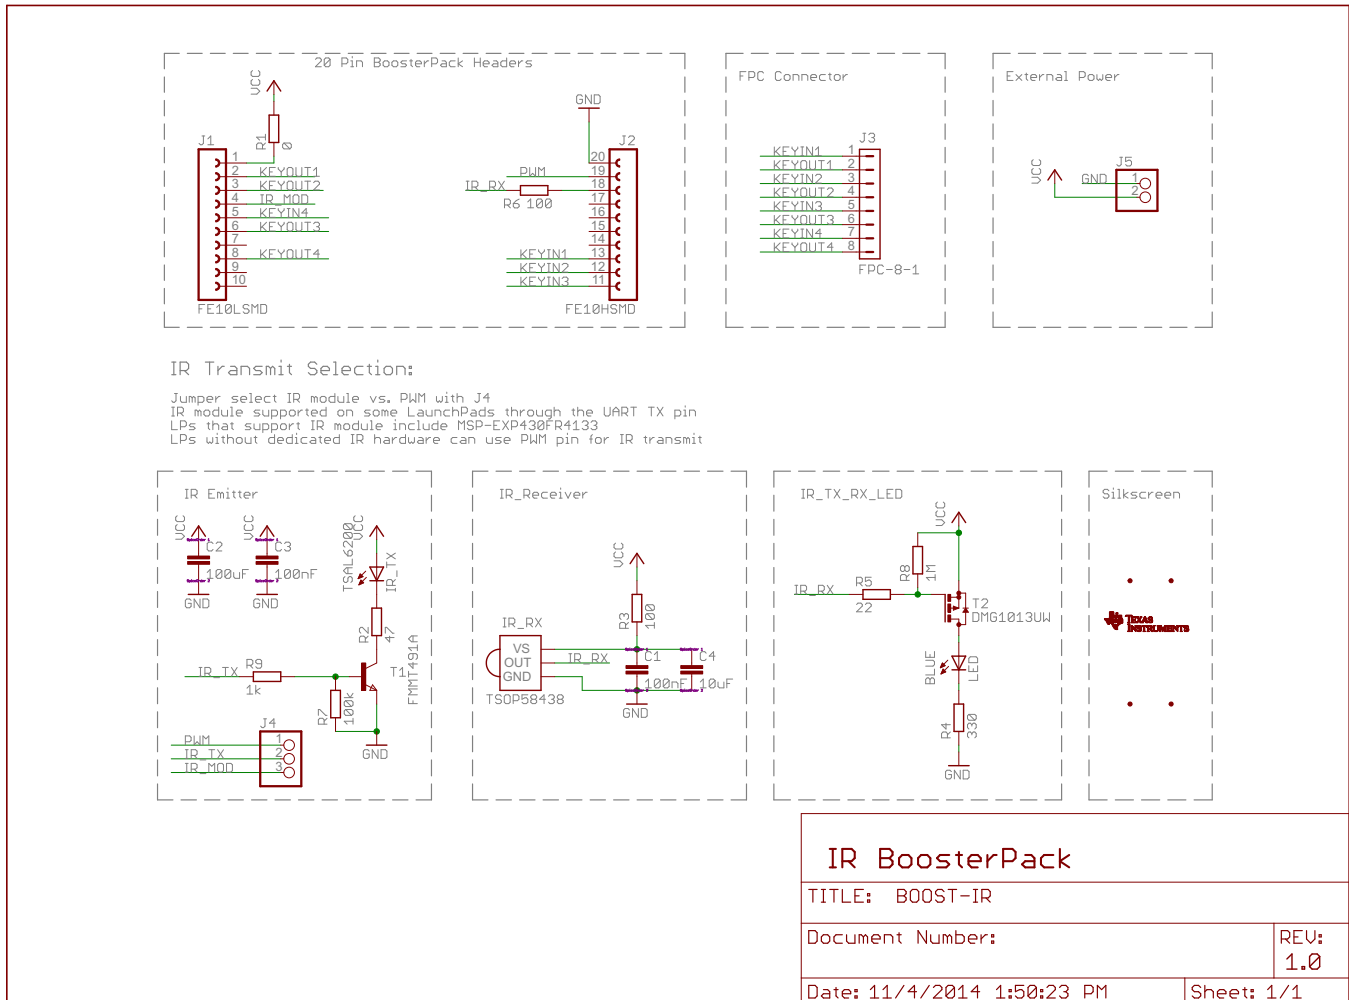 20 Pin BoosterPack Headers
VCC
R1
0
J1
1
2 KEYOUT1
3 KEYOUT2
4 IR_MOD
5 KEYIN4
6 KEYOUT3
7
8 KEYOUT4
9
10
FE10LSMD
GND
J2
20
PWM 19
IR_RX 18
R6 100
17
16
15
14
KEYIN1 13
KEYIN2 12
KEYIN3 11
FE10HSMD
FPC Connector
J3
KEYIN1 1
KEYOUT1 2
KEYIN2 3
KEYOUT2 4
KEYIN3 5
KEYOUT3 6
KEYIN4 7
KEYOUT4 8
FPC-8-1
External Power
VCC
J5
GND 1
2
IR Transmit Selection:
Jumper select IR module vs. PWM with J4
IR module supported on some LaunchPads through the UART TX pin
LPs that support IR module include MSP-EXP430FR4133
LPs without dedicated IR hardware can use PWM pin for IR transmit
IR Emitter
VCC
C2
100uF
GND
VCC
C3
100nF
GND
VCC
TSAL6200
IR_TX
R2
47
T1
FMMT491A
IR_TX
R9
1k
R7
100k
GND
J4
PWM 1
IR_TX 2
IR_MOD 3
IR_Receiver
VCC
R3
100
IR_RX
VS
OUT
GND
TSOP58438
IR_RX
C1
100nF
C4
10uF
GND
IR_TX_RX_LED
VCC
R8
1M
IR_RX
R5
22
T2
DMG1013UW
BLUE
LED
R4
330
GND
Silkscreen
TEXAS
INSTRUMENTS
IR BoosterPack
TITLE: BOOST-IR
Document Number:
REV:
1.0
Date: 11/4/2014 1:50:23 PM
Sheet: 1/1